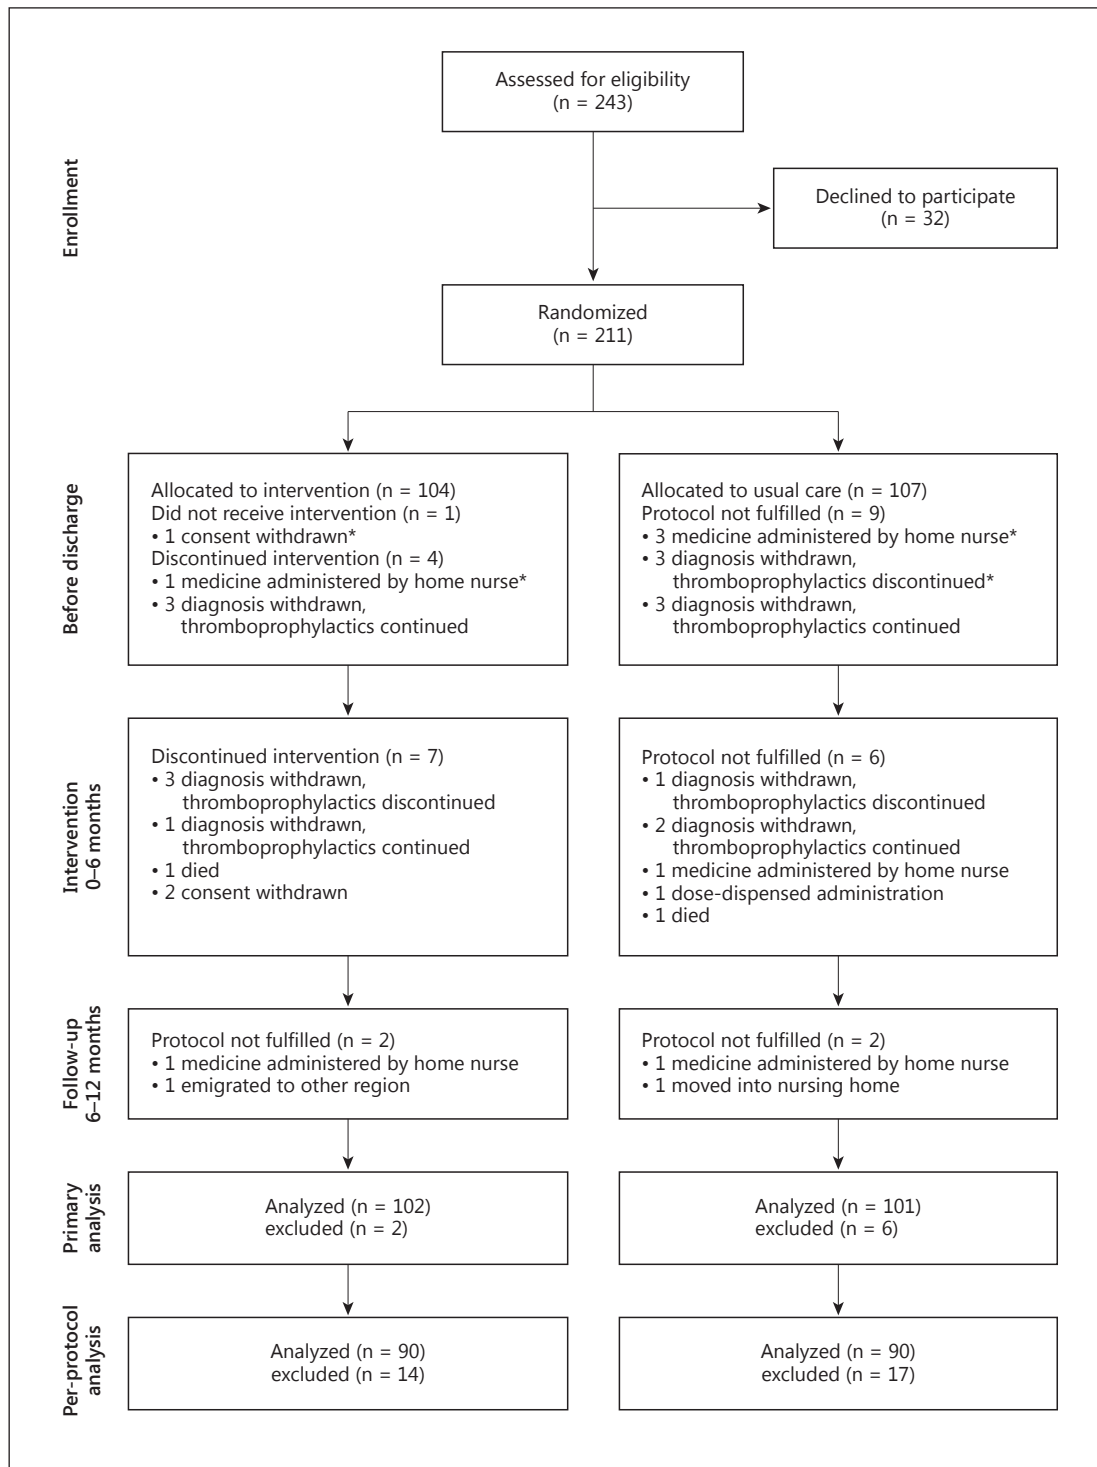 Assessed for eligibility
(n = 243)
Enrollment
Declined to participate
(n = 32)
Randomized
(n = 211)
Before discharge
Allocated to intervention (n = 104)
Did not receive intervention (n = 1)
• 1 consent withdrawn*
Discontinued intervention (n = 4)
• 1 medicine administered by home nurse*
• 3 diagnosis withdrawn,
thromboprophylactics continued
Allocated to usual care (n = 107)
Protocol not fulfilled (n = 9)
• 3 medicine administered by home nurse*
• 3 diagnosis withdrawn,
thromboprophylactics discontinued*
• 3 diagnosis withdrawn,
thromboprophylactics continued
Intervention
0–6 months
Discontinued intervention (n = 7)
• 3 diagnosis withdrawn,
thromboprophylactics discontinued
• 1 diagnosis withdrawn,
thromboprophylactics continued
• 1 died
• 2 consent withdrawn
Protocol not fulfilled (n = 6)
• 1 diagnosis withdrawn,
thromboprophylactics discontinued
• 2 diagnosis withdrawn,
thromboprophylactics continued
• 1 medicine administered by home nurse
• 1 dose-dispensed administration
• 1 died
Follow-up
6–12 months
Protocol not fulfilled (n = 2)
• 1 medicine administered by home nurse
• 1 emigrated to other region
Protocol not fulfilled (n = 2)
• 1 medicine administered by home nurse
• 1 moved into nursing home
Primary
analysis
Analyzed (n = 102)
excluded (n = 2)
Analyzed (n = 101)
excluded (n = 6)
Per-protocol
analysis
Analyzed (n = 90)
excluded (n = 14)
Analyzed (n = 90)
excluded (n = 17)